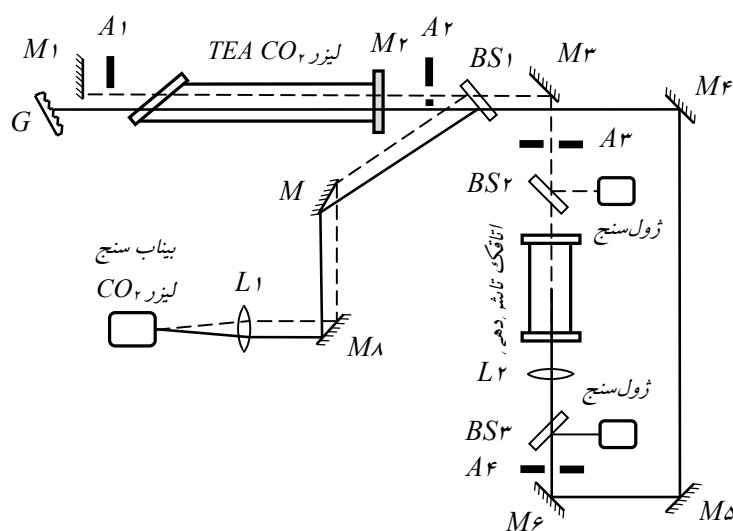 A۱
A۲
لیزر TEA CO۲
M۱
M۲
BS۱
M۳
M۴
G
A۳
BS۲
M
ژول‌سنج
اتاقک تابش‌دهی
بیناب سنج
لیزر CO۲
L۱
M۸
L۲
ژول‌سنج
BS۳
A۴
M۶
M۵